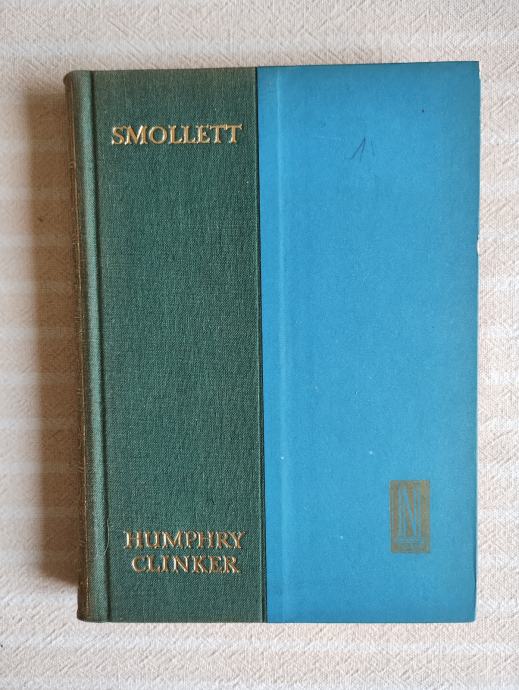 SMOLLETT
1
N
HUMPHRY
CLINKER